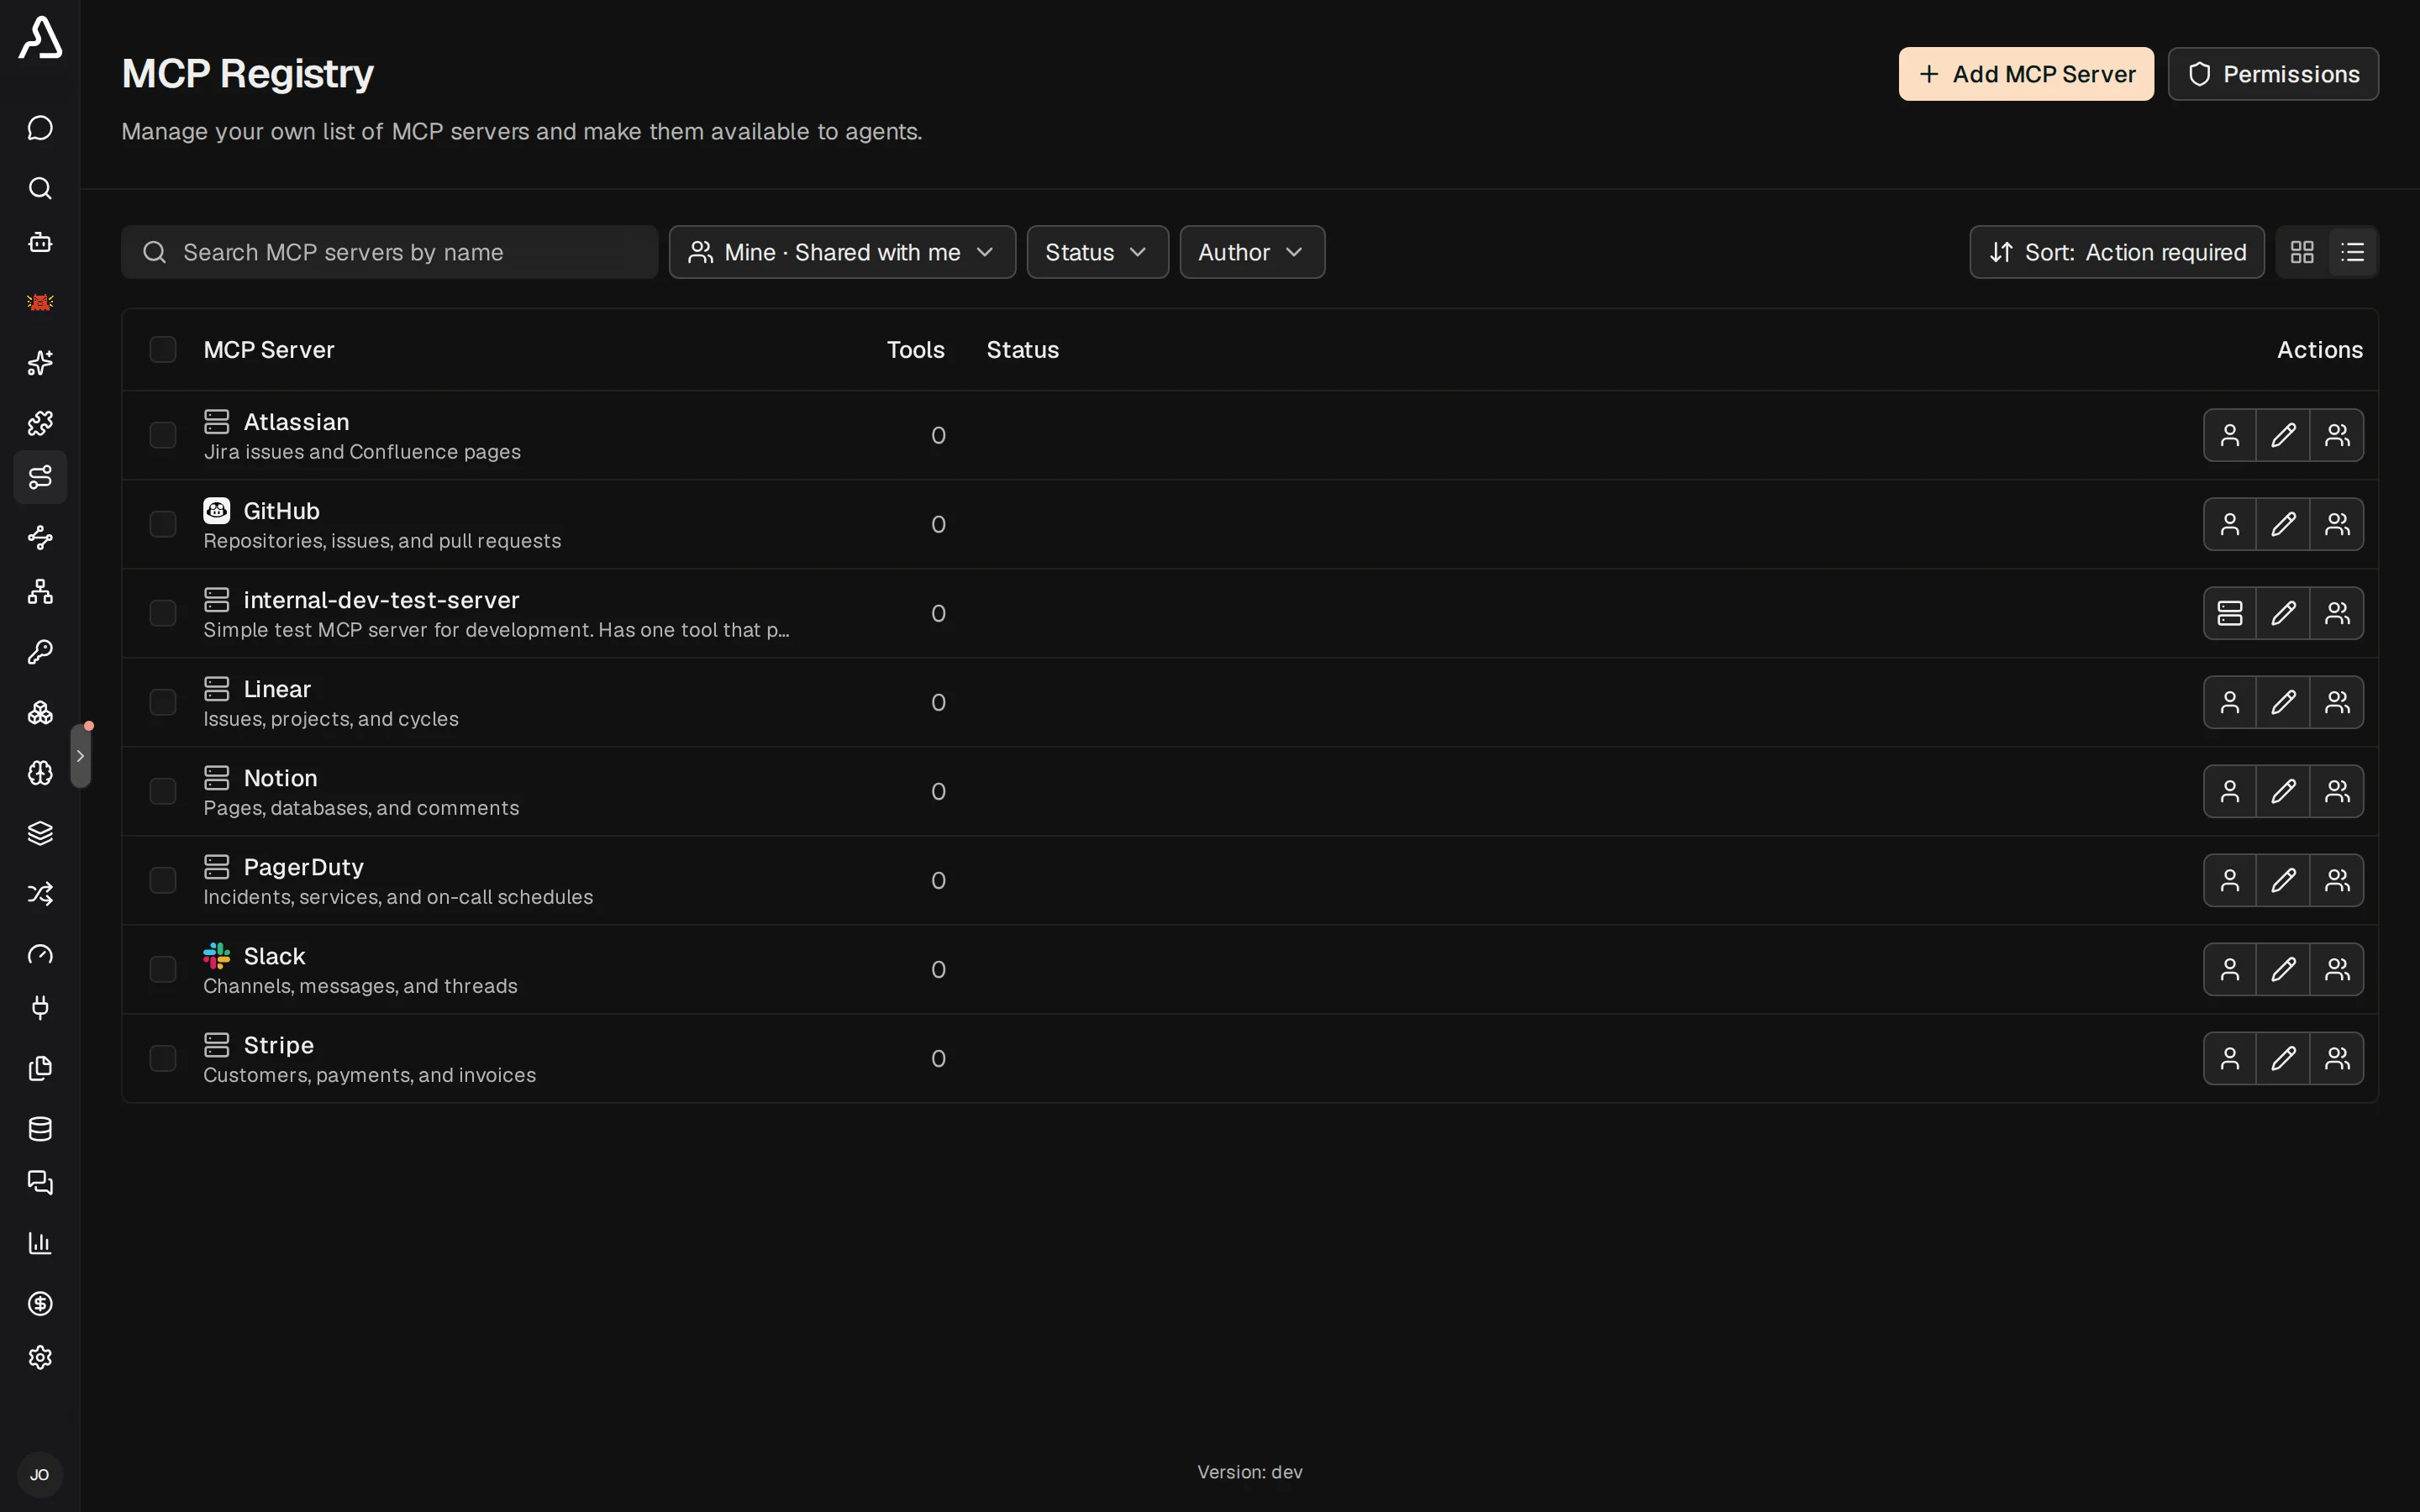 MCP Registry
Add MCP Server
Permissions
Manage your own list of MCP servers and make them available to agents.
Search MCP servers by name
Mine · Shared with me
Status
Author
Sort: Action required
MCP Server
Tools
Status
Actions
Atlassian
Jira issues and Confluence pages
0
GitHub
Repositories, issues, and pull requests
0
internal-dev-test-server
Simple test MCP server for development. Has one tool that p...
0
Linear
Issues, projects, and cycles
0
Notion
Pages, databases, and comments
0
PagerDuty
Incidents, services, and on-call schedules
0
Slack
Channels, messages, and threads
0
Stripe
Customers, payments, and invoices
0
JO
Version: dev